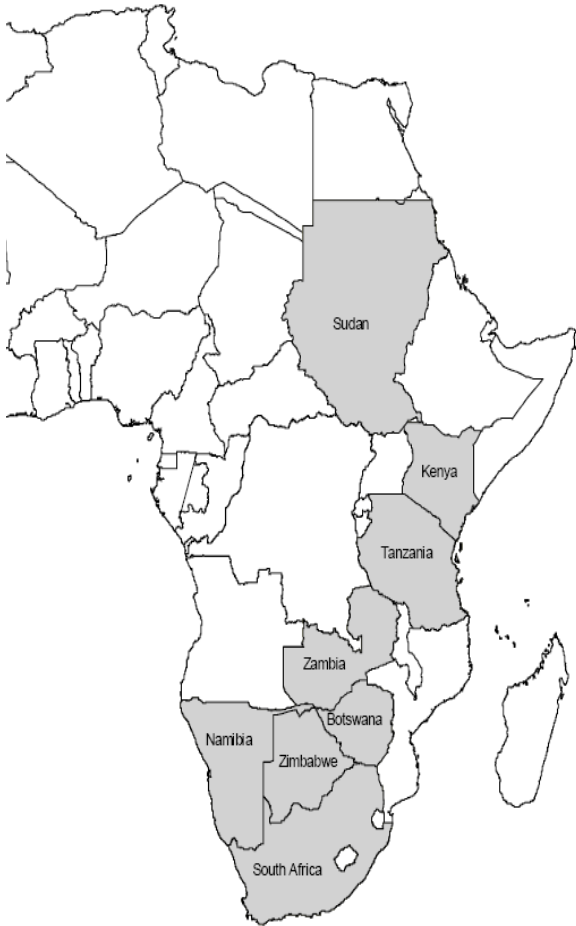 Sudan
Kenya
Tanzania
Zambia
Botswana
Namibia
Zimbabwe
South Africa